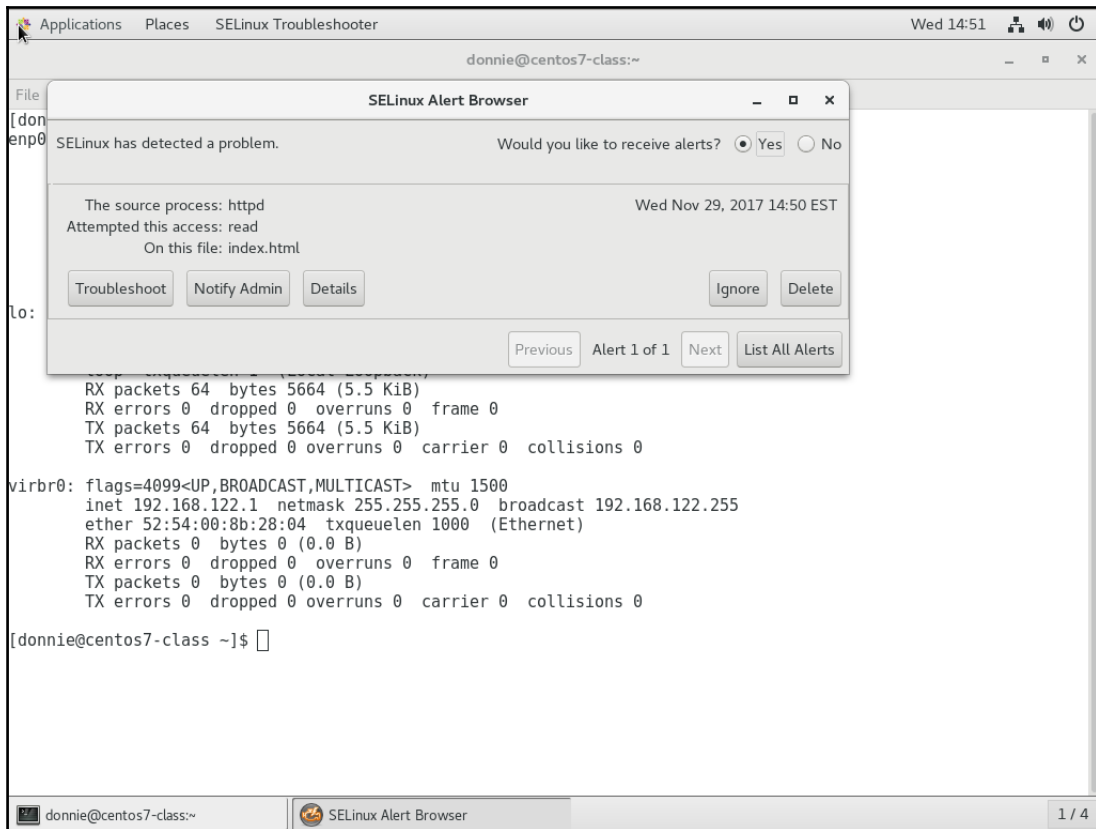 Applications Places SELinux Troubleshooter Wed 14:51
donnie@centos7-class:~
File
SELinux Alert Browser
[don
enp0
SELinux has detected a problem. Would you like to receive alerts? Yes No
The source process: httpd Wed Nov 29, 2017 14:50 EST
Attempted this access: read
On this file: index.html
Troubleshoot Notify Admin Details Ignore Delete
lo:
Previous Alert 1 of 1 Next List All Alerts
loop txqueuelen 1 (Local Loopback)
RX packets 64 bytes 5664 (5.5 KiB)
RX errors 0 dropped 0 overruns 0 frame 0
TX packets 64 bytes 5664 (5.5 KiB)
TX errors 0 dropped 0 overruns 0 carrier 0 collisions 0
virbr0: flags=4099<UP,BROADCAST,MULTICAST> mtu 1500
inet 192.168.122.1 netmask 255.255.255.0 broadcast 192.168.122.255
ether 52:54:00:8b:28:04 txqueuelen 1000 (Ethernet)
RX packets 0 bytes 0 (0.0 B)
RX errors 0 dropped 0 overruns 0 frame 0
TX packets 0 bytes 0 (0.0 B)
TX errors 0 dropped 0 overruns 0 carrier 0 collisions 0
[donnie@centos7-class ~]$
donnie@centos7-class:~ SELinux Alert Browser 1 / 4